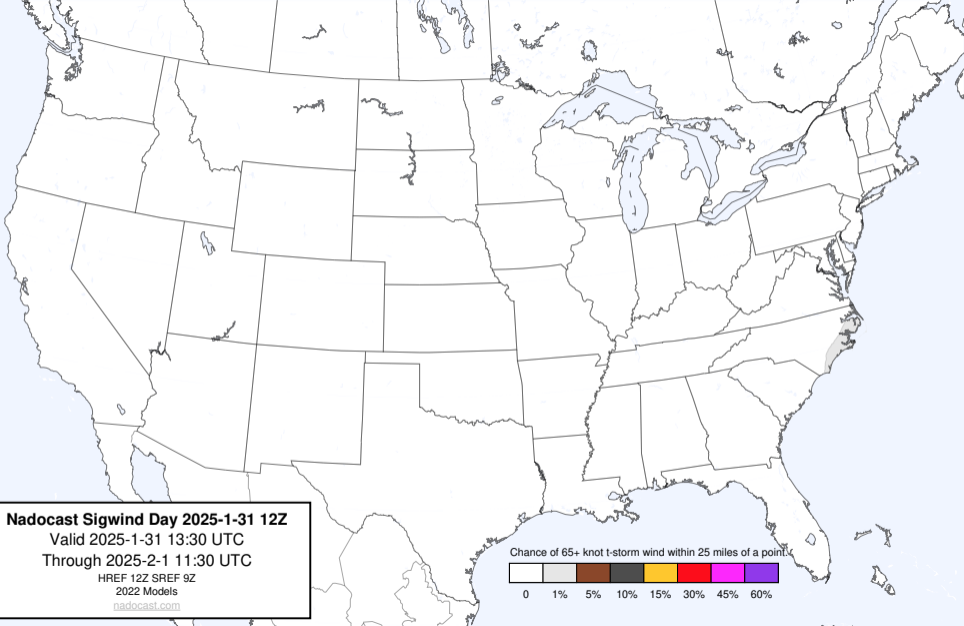 Nadocast Sigwind Day 2025-1-31 12Z
Valid 2025-1-31 13:30 UTC
Through 2025-2-1 11:30 UTC
HREF 12Z SREF 9Z
2022 Models
nadocast.com
Chance of 65+ knot t-storm wind within 25 miles of a point.
0 1% 5% 10% 15% 30% 45% 60%